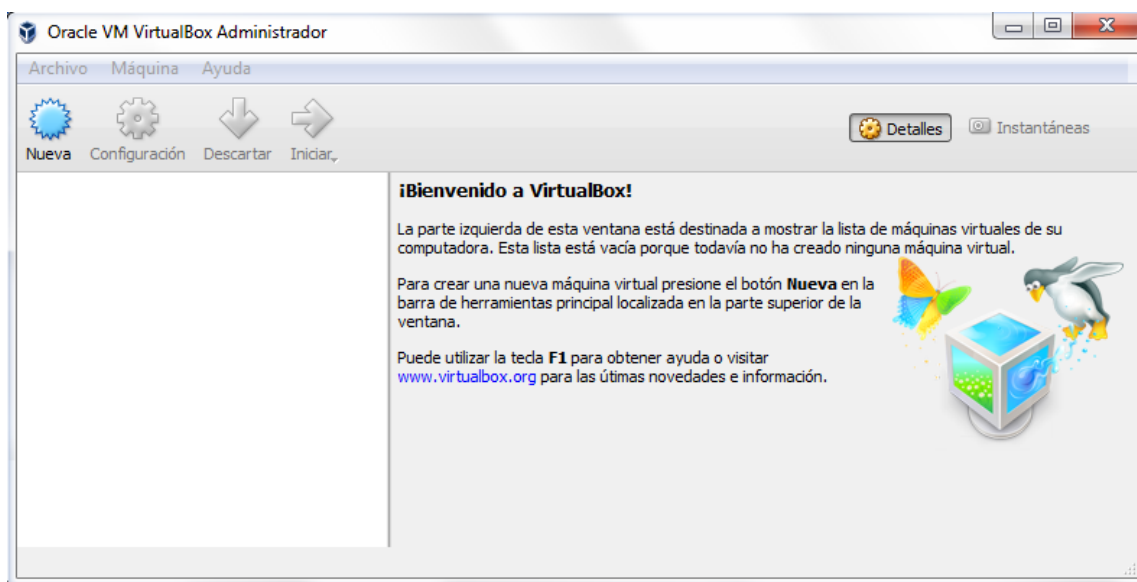 Oracle VM VirtualBox Administrador
Archivo Máquina Ayuda
Nueva Configuración Descartar Iniciar
Detalles Instantáneas
¡Bienvenido a VirtualBox!
La parte izquierda de esta ventana está destinada a mostrar la lista de máquinas virtuales de su
computadora. Esta lista está vacía porque todavía no ha creado ninguna máquina virtual.
Para crear una nueva máquina virtual presione el botón Nueva en la
barra de herramientas principal localizada en la parte superior de la
ventana.
Puede utilizar la tecla F1 para obtener ayuda o visitar
www.virtualbox.org para las útimas novedades e información.